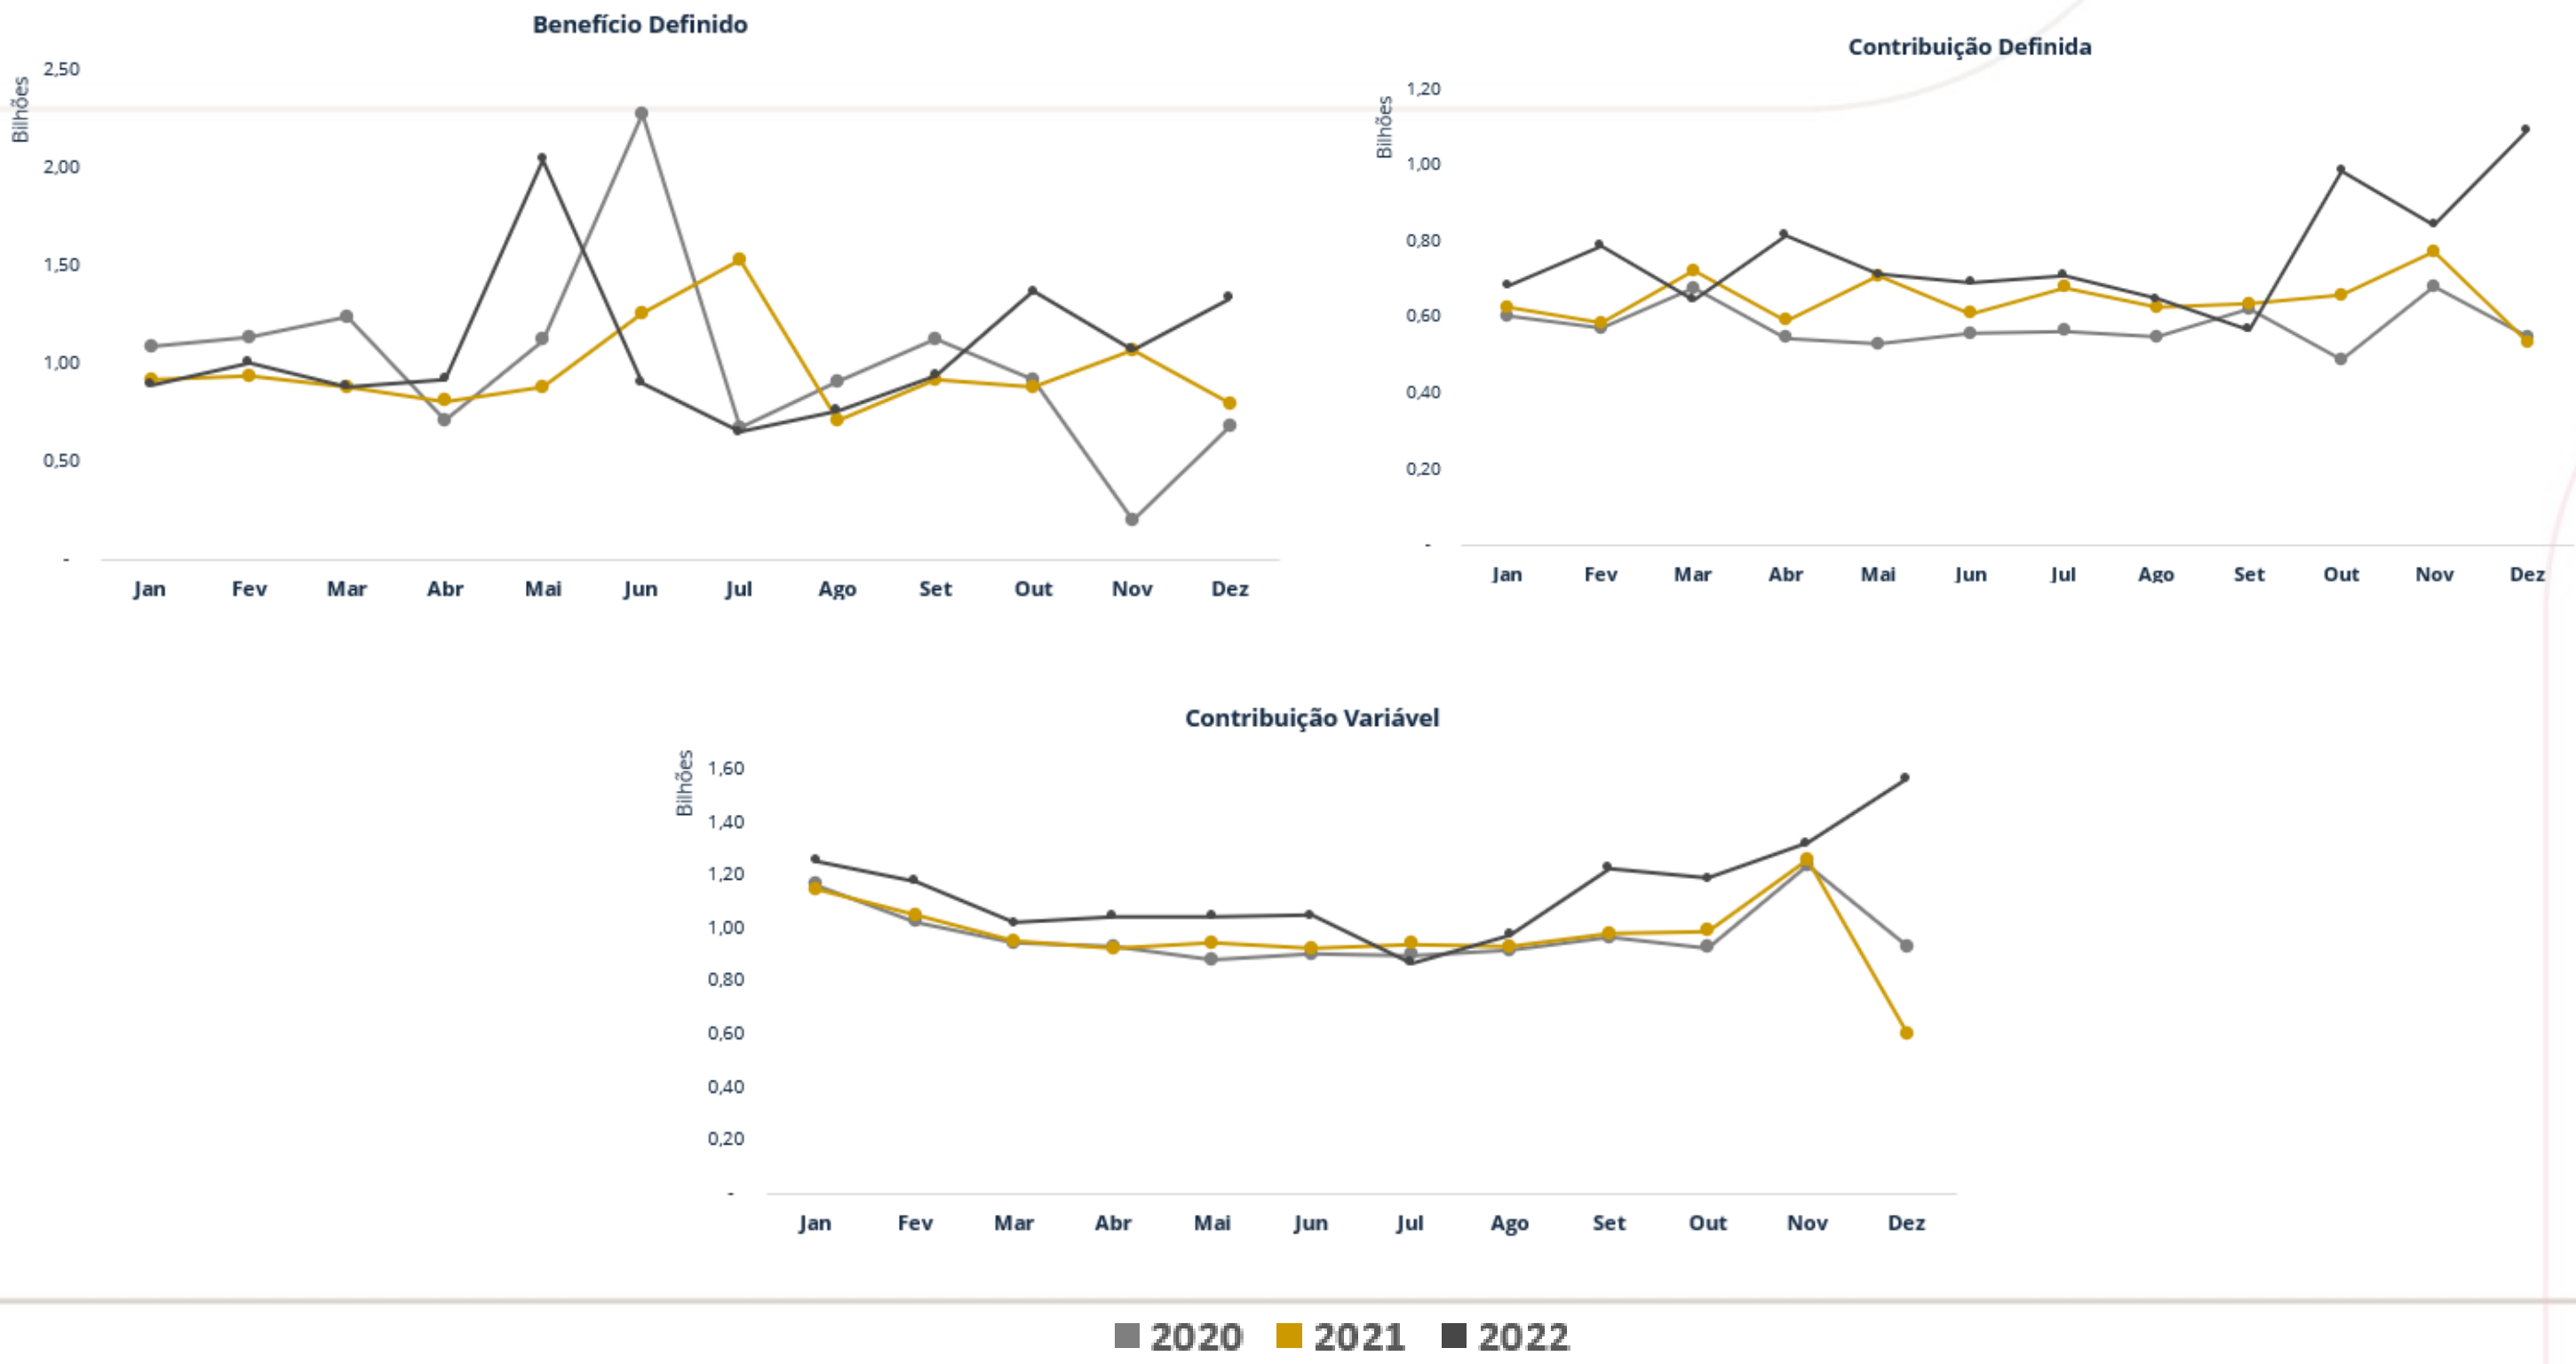 Benefício Definido
Bilhões
2,50
2,00
1,50
1,00
0,50
-
Jan Fev Mar Abr Mai Jun Jul Ago Set Out Nov Dez
Contribuição Definida
Bilhões
1,20
1,00
0,80
0,60
0,40
0,20
-
Jan Fev Mar Abr Mai Jun Jul Ago Set Out Nov Dez
Contribuição Variável
Bilhões
1,60
1,40
1,20
1,00
0,80
0,60
0,40
0,20
-
Jan Fev Mar Abr Mai Jun Jul Ago Set Out Nov Dez
2020 2021 2022